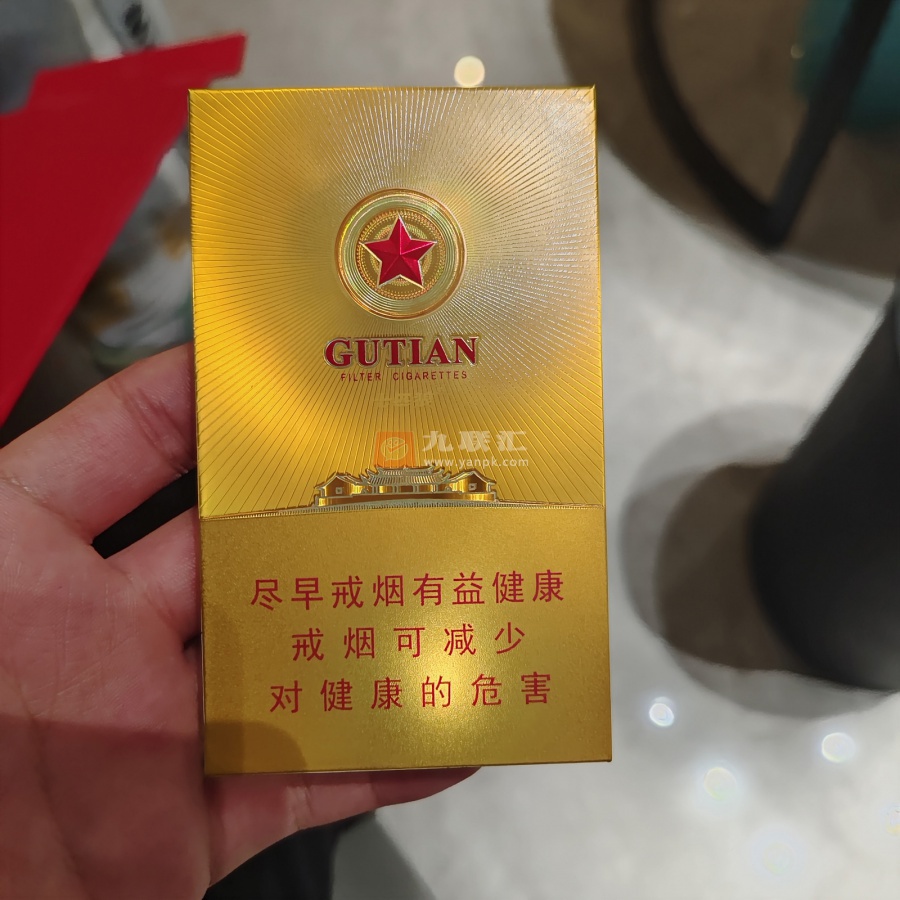 GUTIAN
FILTER CIGARETTES
九联汇
www.yanpk.com
尽早戒烟有益健康
戒烟可减少
对健康的危害